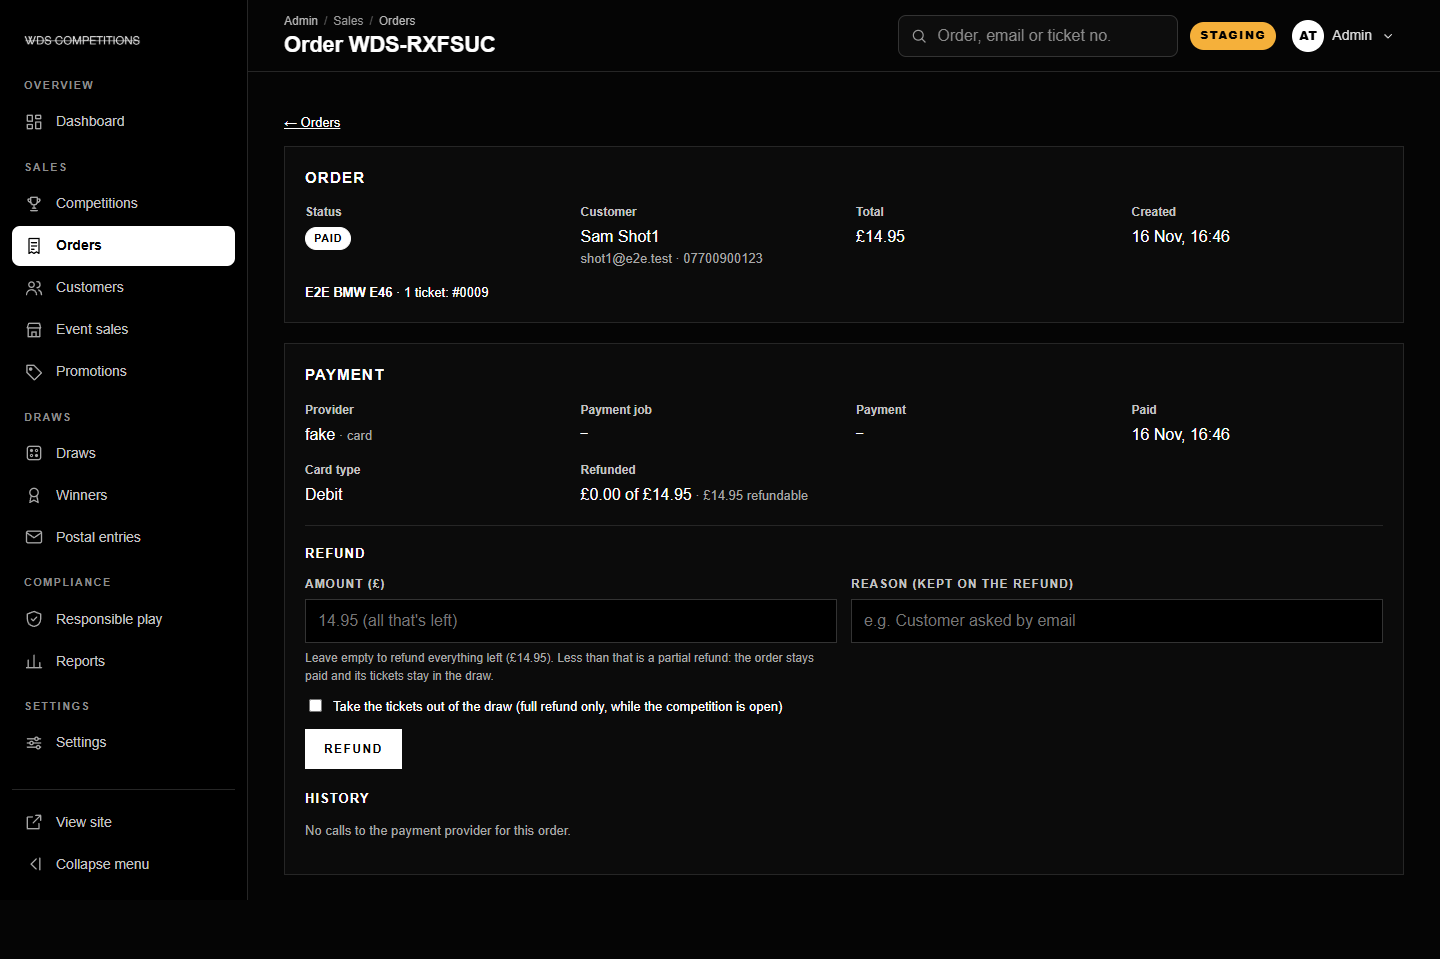 WDS COMPETITIONS
OVERVIEW
Dashboard
SALES
Competitions
Orders
Customers
Event sales
Promotions
DRAWS
Draws
Winners
Postal entries
COMPLIANCE
Responsible play
Reports
SETTINGS
Settings
View site
Collapse menu
Admin / Sales / Orders
Order WDS-RXFSUC
Order, email or ticket no.
STAGING
AT
Admin
← Orders
ORDER
Status
PAID
Customer
Sam Shot1
shot1@e2e.test · 07700900123
Total
£14.95
Created
16 Nov, 16:46
E2E BMW E46 · 1 ticket: #0009
PAYMENT
Provider
fake · card
Payment job
–
Payment
–
Paid
16 Nov, 16:46
Card type
Debit
Refunded
£0.00 of £14.95 · £14.95 refundable
REFUND
AMOUNT (£)
14.95 (all that's left)
Leave empty to refund everything left (£14.95). Less than that is a partial refund: the order stays
paid and its tickets stay in the draw.
REASON (KEPT ON THE REFUND)
e.g. Customer asked by email
Take the tickets out of the draw (full refund only, while the competition is open)
REFUND
HISTORY
No calls to the payment provider for this order.